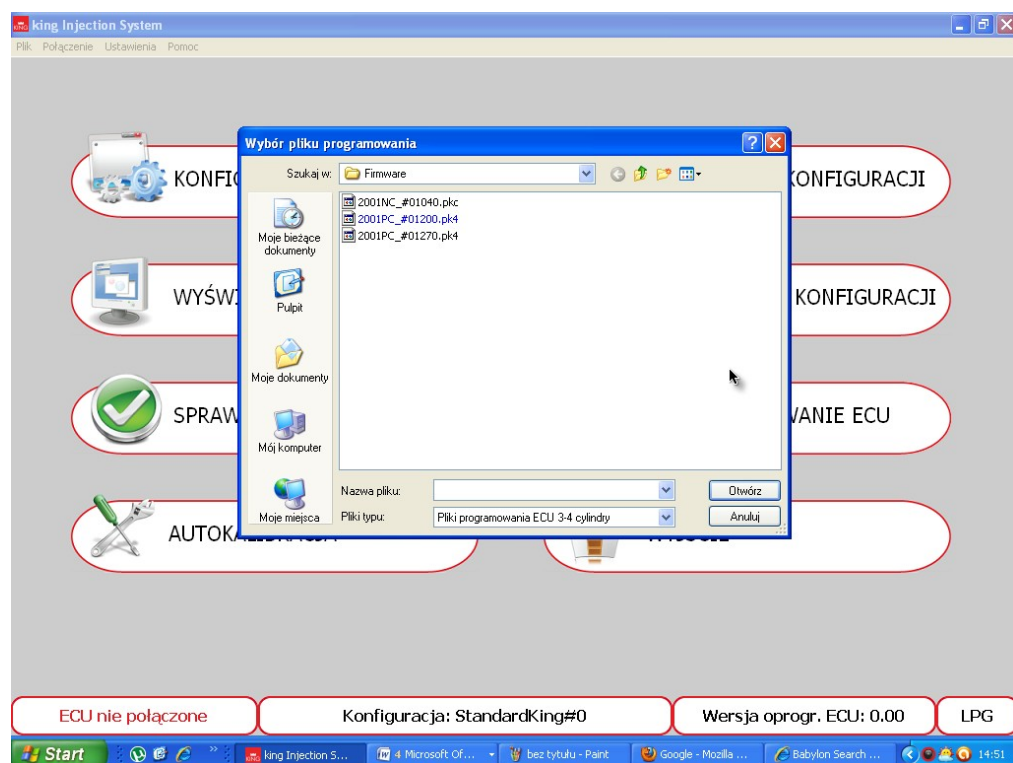 KING
king Injection System
Plik Połączenie Ustawienia Pomoc
Wybór pliku programowania
Szukaj w: Firmware
2001NC_#01040.pkc
2001PC_#01200.pk4
2001PC_#01270.pk4
Moje bieżące
dokumenty
Pulpit
Moje dokumenty
Mój komputer
Moje miejsca
Nazwa pliku:
Otwórz
Pliki typu: Pliki programowania ECU 3-4 cylindry
Anuluj
KONFIG
KONFIGURACJI
WYŚWI
KONFIGURACJI
SPRAW
WANIE ECU
ECU nie połączone
Konfiguracja: StandardKing#0
Wersja oprogr. ECU: 0.00
LPG
Start
king Injection S...
4 Microsoft Of...
bez tytułu - Paint
Google - Mozilla ...
Babylon Search ...
14:51